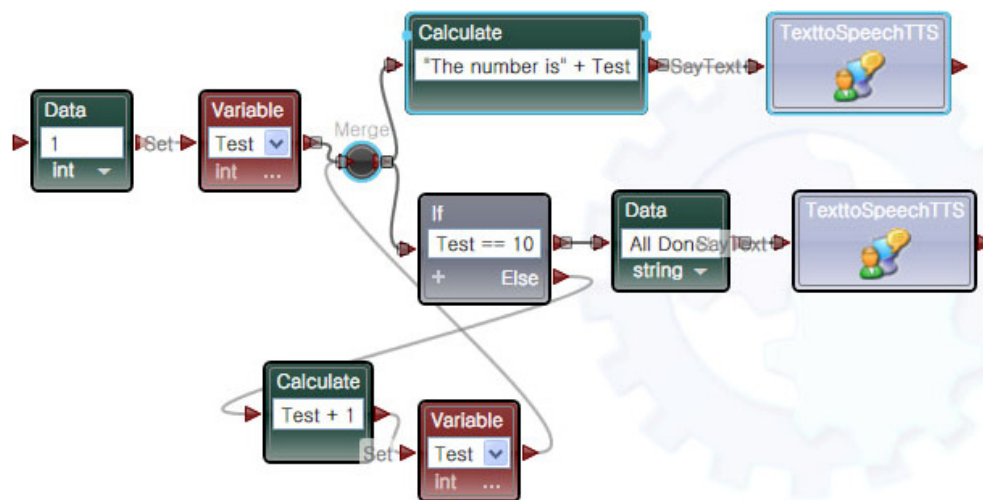 Calculate
"The number is" + Test
SayText
TexttoSpeechTTS
Data
1
int
Set
Variable
Test
int ...
Merge
If
Test == 10
Else
Data
All Don
SayText
string
TexttoSpeechTTS
Calculate
Test + 1
Set
Variable
Test
int ...